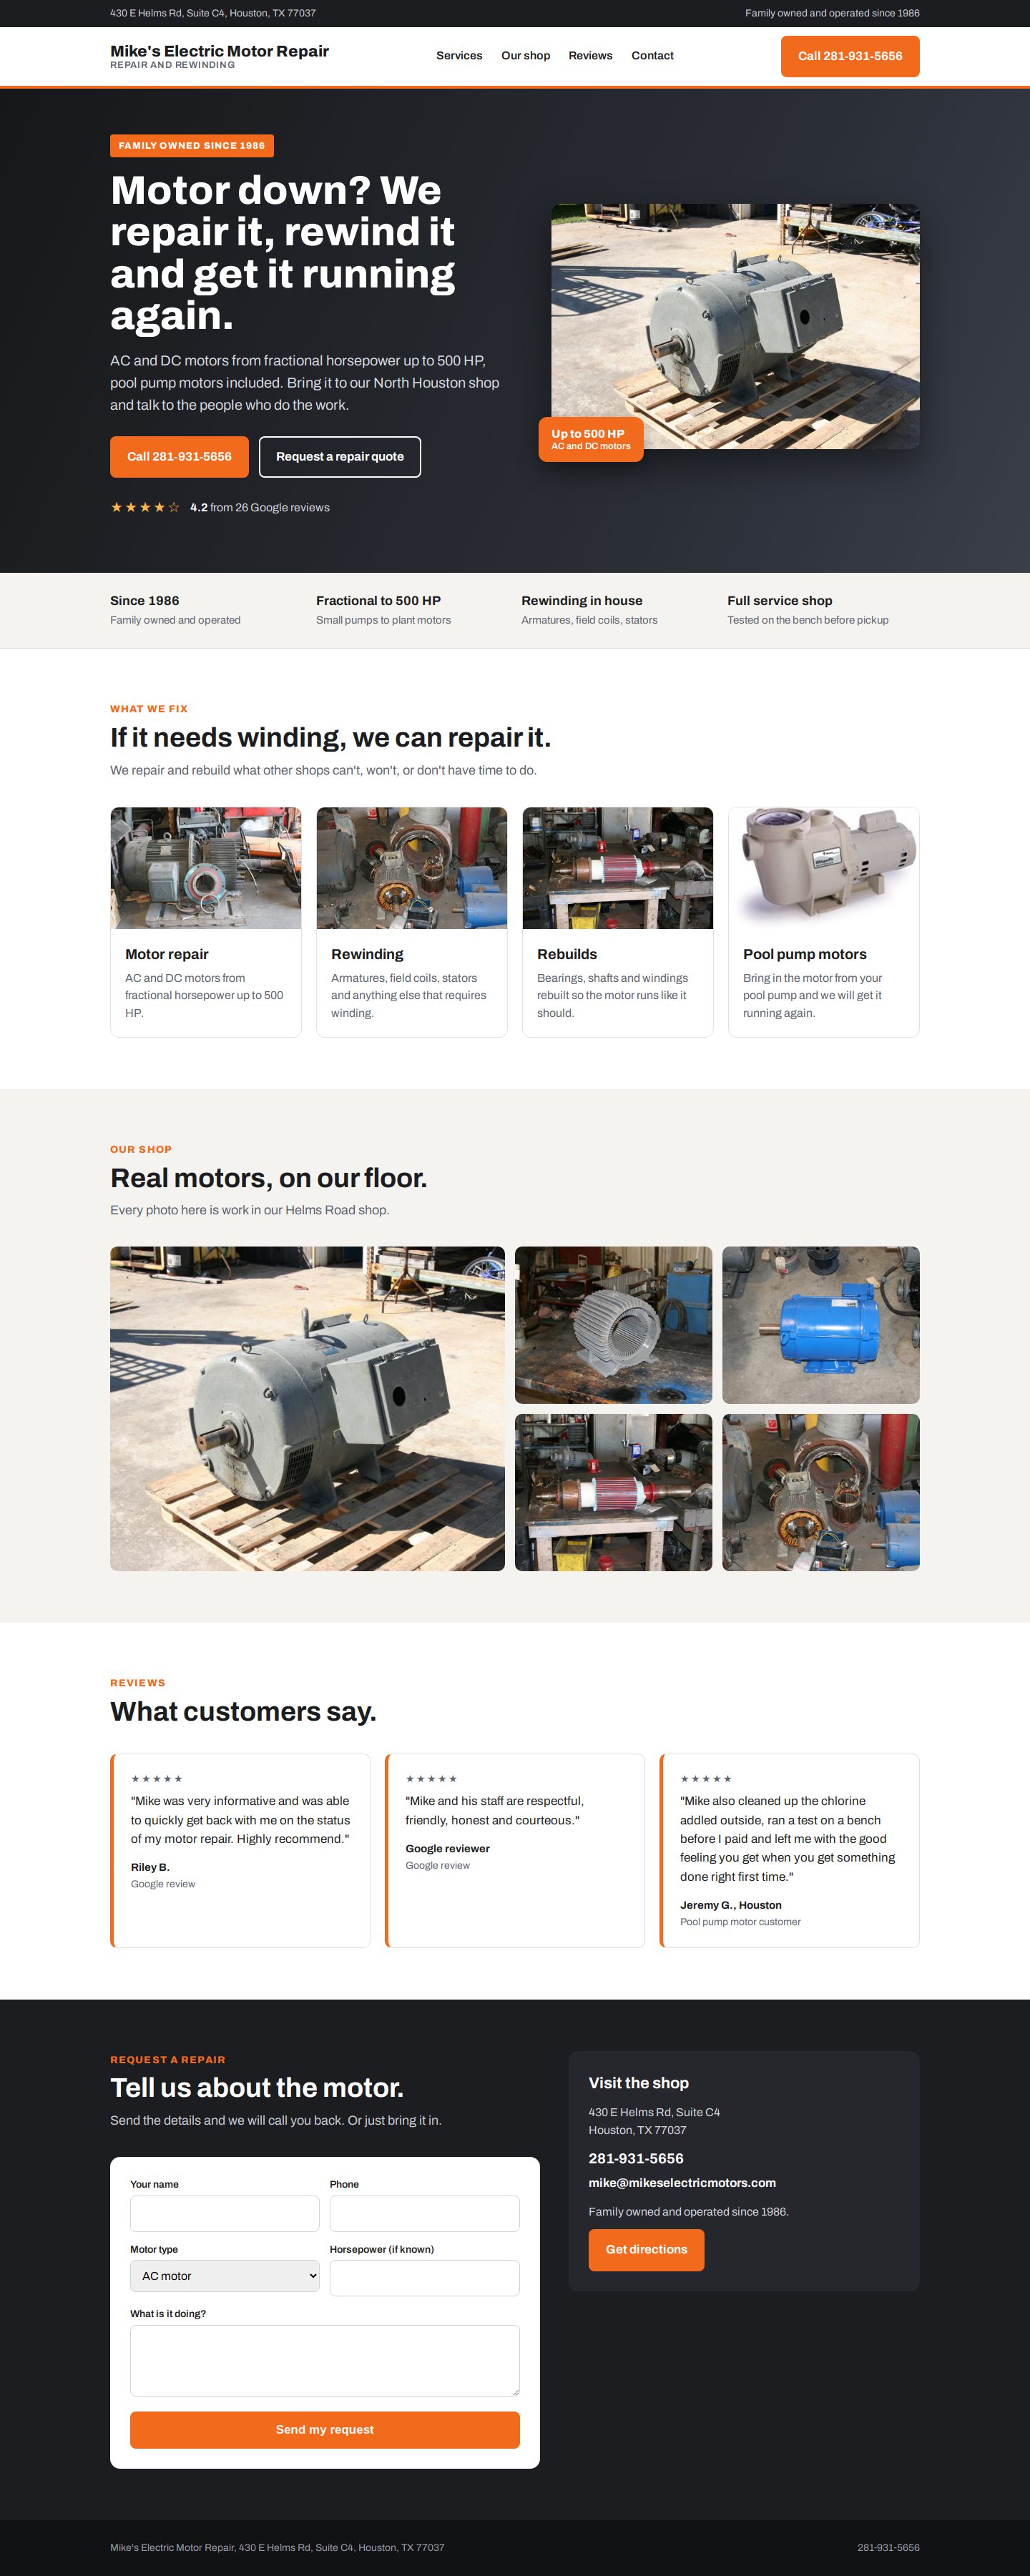 430 E Helms Rd, Suite C4, Houston, TX 77037
Family owned and operated since 1986
Mike's Electric Motor Repair
REPAIR AND REWINDING
Services
Our shop
Reviews
Contact
Call 281-931-5656
FAMILY OWNED SINCE 1986
Motor down? We
repair it, rewind it
and get it running
again.
AC and DC motors from fractional horsepower up to 500 HP,
pool pump motors included. Bring it to our North Houston shop
and talk to the people who do the work.
Call 281-931-5656
Request a repair quote
★★★★☆ 4.2 from 26 Google reviews
Up to 500 HP
AC and DC motors
Since 1986
Family owned and operated
Fractional to 500 HP
Small pumps to plant motors
Rewinding in house
Armatures, field coils, stators
Full service shop
Tested on the bench before pickup
WHAT WE FIX
If it needs winding, we can repair it.
We repair and rebuild what other shops can't, won't, or don't have time to do.
Motor repair
AC and DC motors from
fractional horsepower up to 500
HP.
Rewinding
Armatures, field coils, stators
and anything else that requires
winding.
Rebuilds
Bearings, shafts and windings
rebuilt so the motor runs like it
should.
Pool pump motors
Bring in the motor from your
pool pump and we will get it
running again.
OUR SHOP
Real motors, on our floor.
Every photo here is work in our Helms Road shop.
REVIEWS
What customers say.
★★★★★
"Mike was very informative and was able
to quickly get back with me on the status
of my motor repair. Highly recommend."
Riley B.
Google review
★★★★★
"Mike and his staff are respectful,
friendly, honest and courteous."
Google reviewer
Google review
★★★★★
"Mike also cleaned up the chlorine
addled outside, ran a test on a bench
before I paid and left me with the good
feeling you get when you get something
done right first time."
Jeremy G., Houston
Pool pump motor customer
REQUEST A REPAIR
Tell us about the motor.
Send the details and we will call you back. Or just bring it in.
Your name
Phone
Motor type
Horsepower (if known)
AC motor
What is it doing?
Send my request
Visit the shop
430 E Helms Rd, Suite C4
Houston, TX 77037
281-931-5656
mike@mikeselectricmotors.com
Family owned and operated since 1986.
Get directions
Mike's Electric Motor Repair, 430 E Helms Rd, Suite C4, Houston, TX 77037
281-931-5656